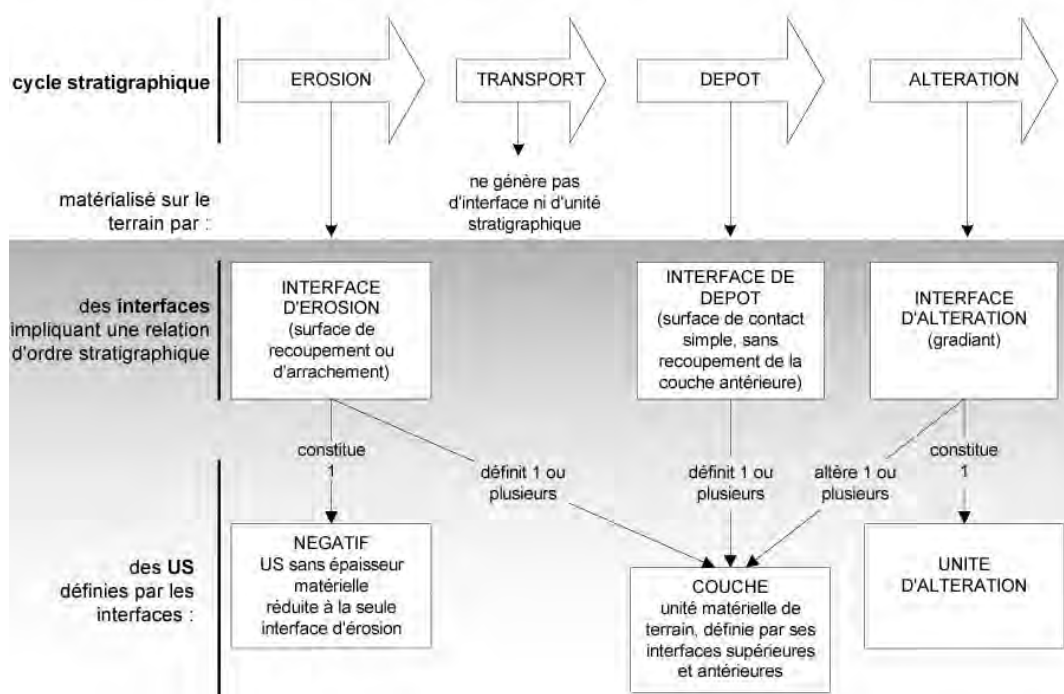 cycle stratigraphique
EROSION
TRANSPORT
DEPOT
ALTERATION
matérialisé sur le
terrain par :
ne génère pas
d'interface ni d'unité
stratigraphique
des interfaces
impliquant une relation
d'ordre stratigraphique
INTERFACE
D'EROSION
(surface de
recoupement ou
d'arrachement)
INTERFACE DE
DEPOT
(surface de contact
simple, sans
recoupement de la
couche antérieure)
INTERFACE
D'ALTERATION
(gradiant)
constitue
1
définit 1 ou
plusieurs
définit 1 ou
plusieurs
altère 1 ou
plusieurs
constitue
1
des US
définies par les
interfaces :
NEGATIF
US sans épaisseur
matérielle
réduite à la seule
interface d'érosion
COUCHE
unité matérielle de
terrain, définie par ses
interfaces supérieures
et antérieures
UNITE
D'ALTERATION